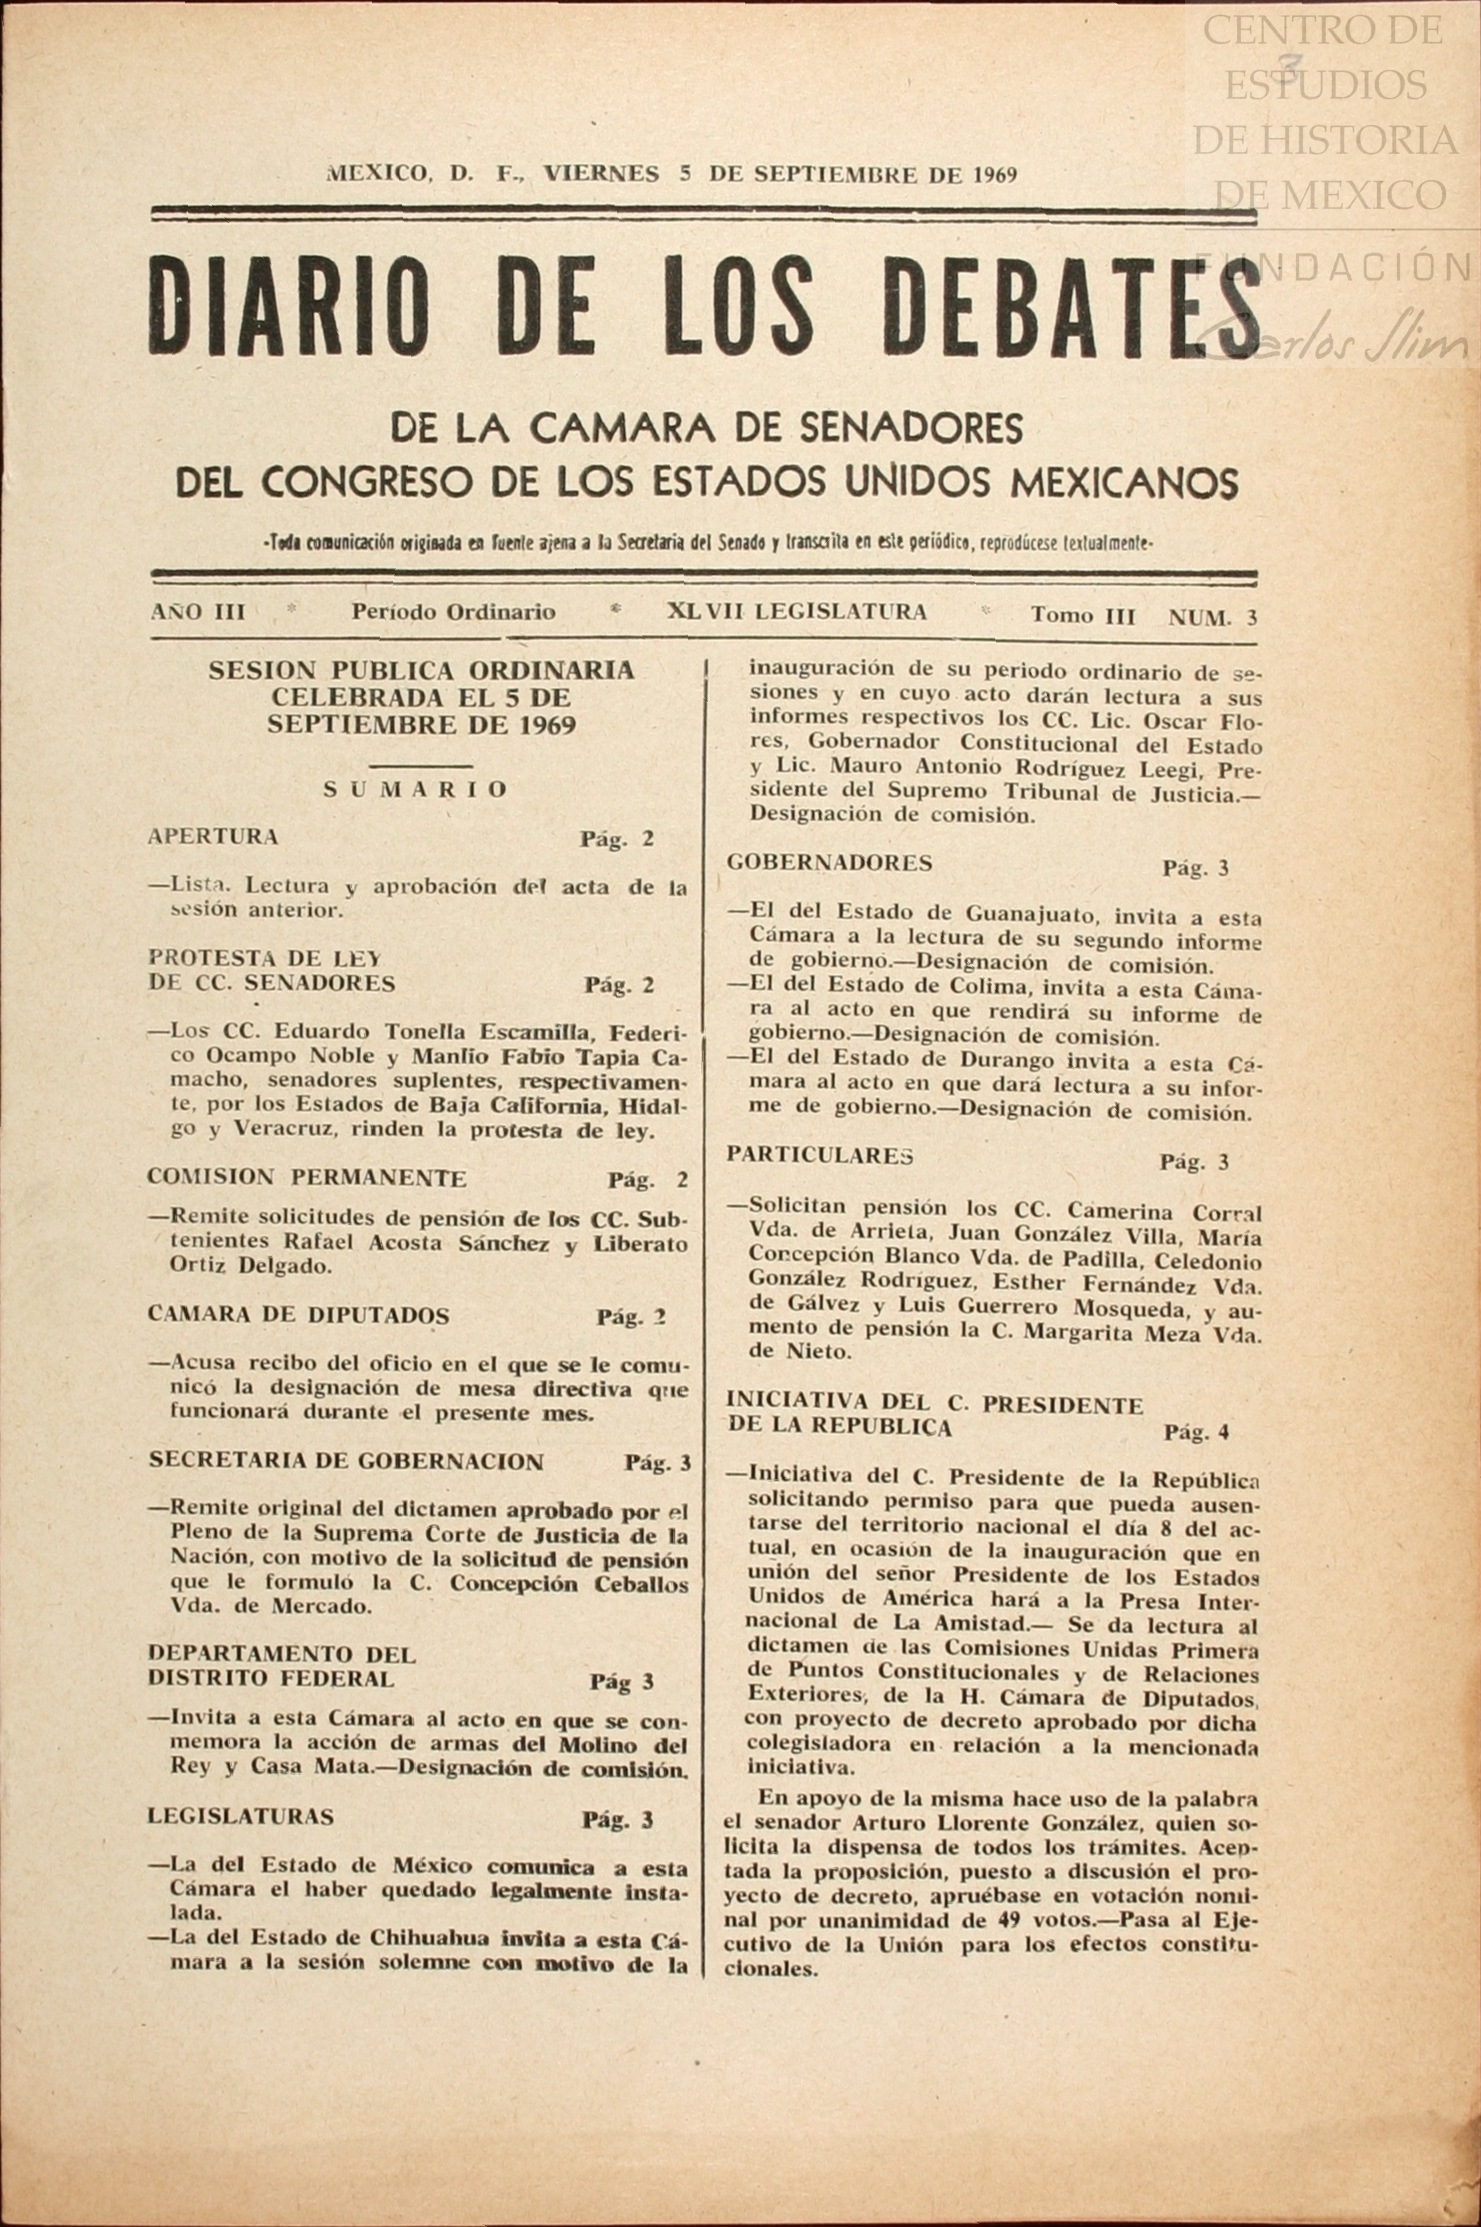 CENTRO DE
ESTUDIOS
DE HISTORIA
DE MEXICO
FUNDACIÓN
Carlos Slim
3
MEXICO, D. F., VIERNES 5 DE SEPTIEMBRE DE 1969
DIARIO DE LOS DEBATES
DE LA CAMARA DE SENADORES
DEL CONGRESO DE LOS ESTADOS UNIDOS MEXICANOS
-Toda comunicación originada en fuente ajena a la Secretaria del Senado y transcrita en este periódico, reprodúcese textualmente-
AÑO III * Período Ordinario * XLVII LEGISLATURA * Tomo III NUM. 3
SESION PUBLICA ORDINARIA
CELEBRADA EL 5 DE
SEPTIEMBRE DE 1969
SUMARIO
APERTURA Pág. 2
—Lista. Lectura y aprobación del acta de la
sesión anterior.
PROTESTA DE LEY
DE CC. SENADORES Pág. 2
—Los CC. Eduardo Tonella Escamilla, Federi-
co Ocampo Noble y Manlio Fabio Tapia Ca-
macho, senadores suplentes, respectivamen-
te, por los Estados de Baja California, Hidal-
go y Veracruz, rinden la protesta de ley.
COMISION PERMANENTE Pág. 2
—Remite solicitudes de pensión de los CC. Sub-
tenientes Rafael Acosta Sánchez y Liberato
Ortiz Delgado.
CAMARA DE DIPUTADOS Pág. 2
—Acusa recibo del oficio en el que se le comu-
nicó la designación de mesa directiva que
funcionará durante el presente mes.
SECRETARIA DE GOBERNACION Pág. 3
—Remite original del dictamen aprobado por el
Pleno de la Suprema Corte de Justicia de la
Nación, con motivo de la solicitud de pensión
que le formuló la C. Concepción Ceballos
Vda. de Mercado.
DEPARTAMENTO DEL
DISTRITO FEDERAL Pág 3
—Invita a esta Cámara al acto en que se con-
memora la acción de armas del Molino del
Rey y Casa Mata.—Designación de comisión.
LEGISLATURAS Pág. 3
—La del Estado de México comunica a esta
Cámara el haber quedado legalmente insta-
lada.
—La del Estado de Chihuahua invita a esta Cá-
mara a la sesión solemne con motivo de la
inauguración de su periodo ordinario de se-
siones y en cuyo acto darán lectura a sus
informes respectivos los CC. Lic. Oscar Flo-
res, Gobernador Constitucional del Estado
y Lic. Mauro Antonio Rodríguez Leegi, Pre-
sidente del Supremo Tribunal de Justicia.—
Designación de comisión.
GOBERNADORES Pág. 3
—El del Estado de Guanajuato, invita a esta
Cámara a la lectura de su segundo informe
de gobierno.—Designación de comisión.
—El del Estado de Colima, invita a esta Cáma-
ra al acto en que rendirá su informe de
gobierno.—Designación de comisión.
—El del Estado de Durango invita a esta Cá-
mara al acto en que dará lectura a su infor-
me de gobierno.—Designación de comisión.
PARTICULARES Pág. 3
—Solicitan pensión los CC. Camerina Corral
Vda. de Arrieta, Juan González Villa, María
Concepción Blanco Vda. de Padilla, Celedonio
González Rodríguez, Esther Fernández Vda.
de Gálvez y Luis Guerrero Mosqueda, y au-
mento de pensión la C. Margarita Meza Vda.
de Nieto.
INICIATIVA DEL C. PRESIDENTE
DE LA REPUBLICA Pág. 4
—Iniciativa del C. Presidente de la República
solicitando permiso para que pueda ausen-
tarse del territorio nacional el día 8 del ac-
tual, en ocasión de la inauguración que en
unión del señor Presidente de los Estados
Unidos de América hará a la Presa Inter-
nacional de La Amistad.— Se da lectura al
dictamen de las Comisiones Unidas Primera
de Puntos Constitucionales y de Relaciones
Exteriores, de la H. Cámara de Diputados,
con proyecto de decreto aprobado por dicha
colegisladora en relación a la mencionada
iniciativa.
En apoyo de la misma hace uso de la palabra
el senador Arturo Llorente González, quien so-
licita la dispensa de todos los trámites. Acep-
tada la proposición, puesto a discusión el pro-
yecto de decreto, apruébase en votación nomi-
nal por unanimidad de 49 votos.—Pasa al Eje-
cutivo de la Unión para los efectos constitu-
cionales.